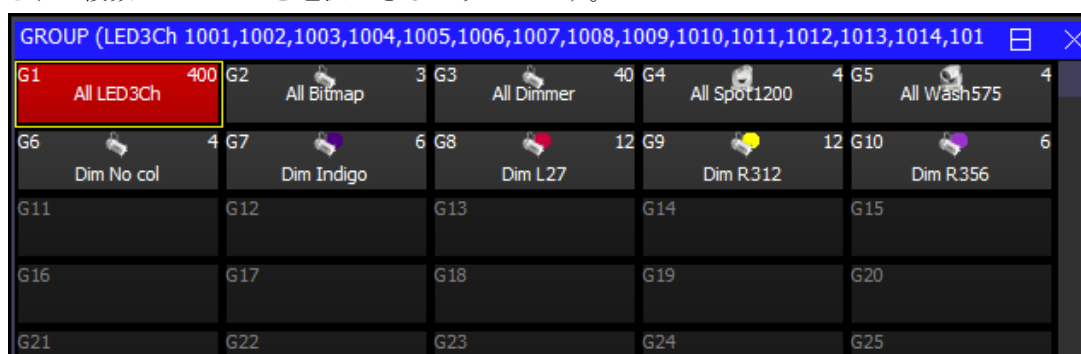 GROUP (LED3Ch 1001,1002,1003,1004,1005,1006,1007,1008,1009,1010,1011,1012,1013,1014,101
G1 400 G2 3 G3 40 G4 4 G5 4
All LED3Ch All Bitmap All Dimmer All Spot1200 All Wash575
G6 4 G7 6 G8 12 G9 12 G10 6
Dim No col Dim Indigo Dim L27 Dim R312 Dim R356
G11 G12 G13 G14 G15
G16 G17 G18 G19 G20
G21 G22 G23 G24 G25